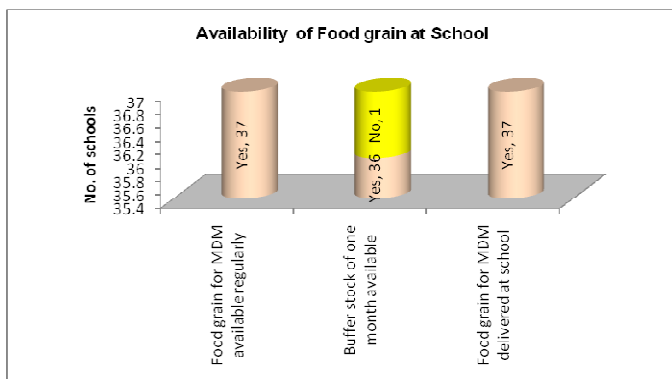 Availability of Food grain at School
No. of schools
37
36.8
36.6
36.4
36.2
36
35.8
35.6
35.4
Yes, 37
Yes, 36
No, 1
Yes, 37
Food grain for MDM
available regularly
Buffer stock of one
month available
Food grain for MDM
delivered at school